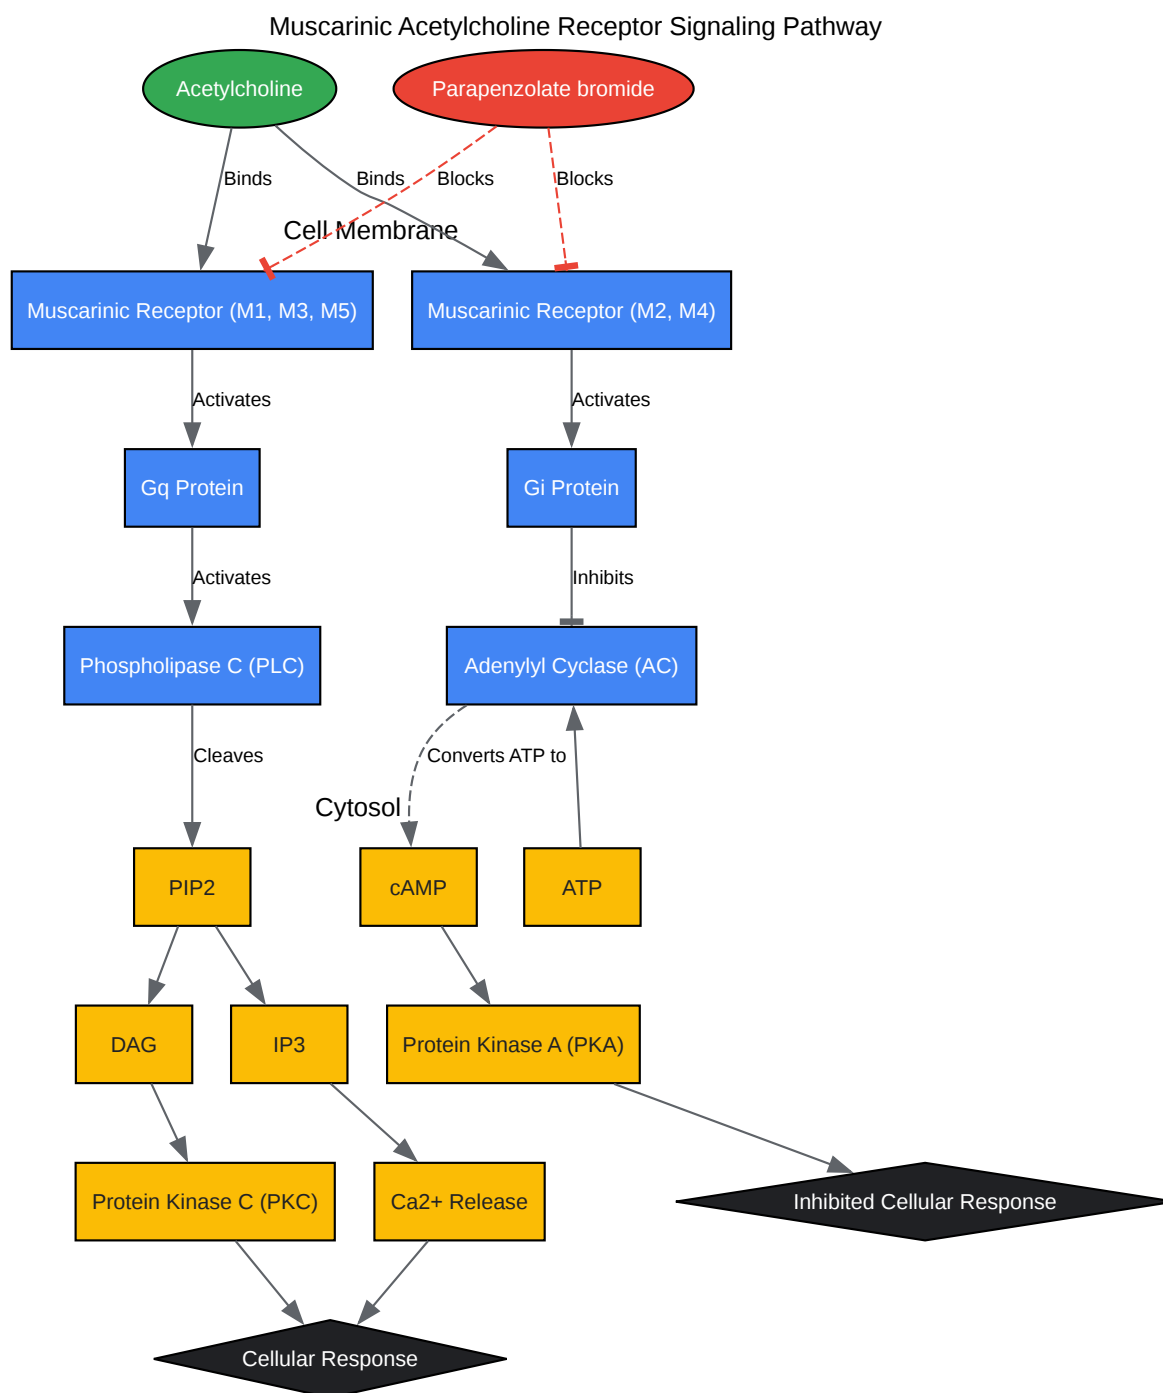 Muscarinic Acetylcholine Receptor Signaling Pathway
Acetylcholine
Parapenzolate bromide
Binds
Binds
Blocks
Blocks
Cell Membrane
Muscarinic Receptor (M1, M3, M5)
Muscarinic Receptor (M2, M4)
Activates
Activates
Gq Protein
Gi Protein
Activates
Inhibits
Phospholipase C (PLC)
Adenylyl Cyclase (AC)
Cleaves
Converts ATP to
Cytosol
PIP2
cAMP
ATP
DAG
IP3
Protein Kinase A (PKA)
Protein Kinase C (PKC)
Ca2+ Release
Inhibited Cellular Response
Cellular Response